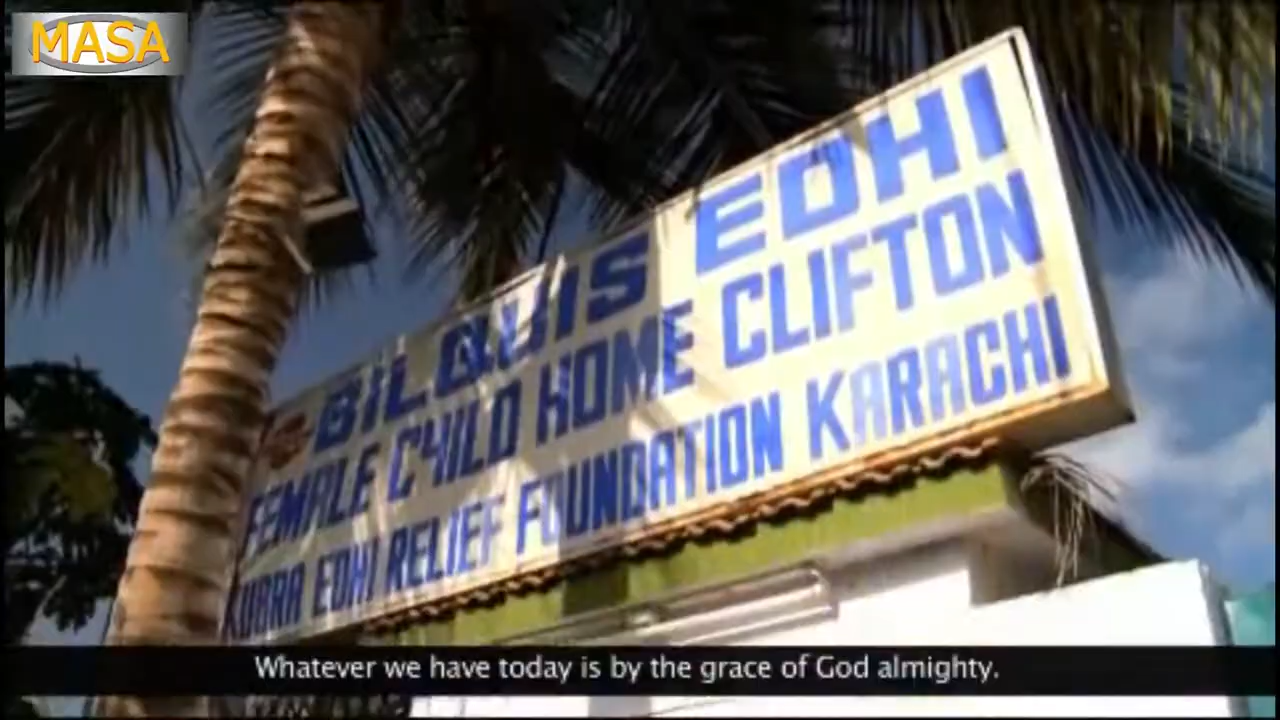 MASA
BILQUIS EDHI
FEMALE CHILD HOME CLIFTON
KUBRA EDHI RELIEF FOUNDATION KARACHI
Whatever we have today is by the grace of God almighty.